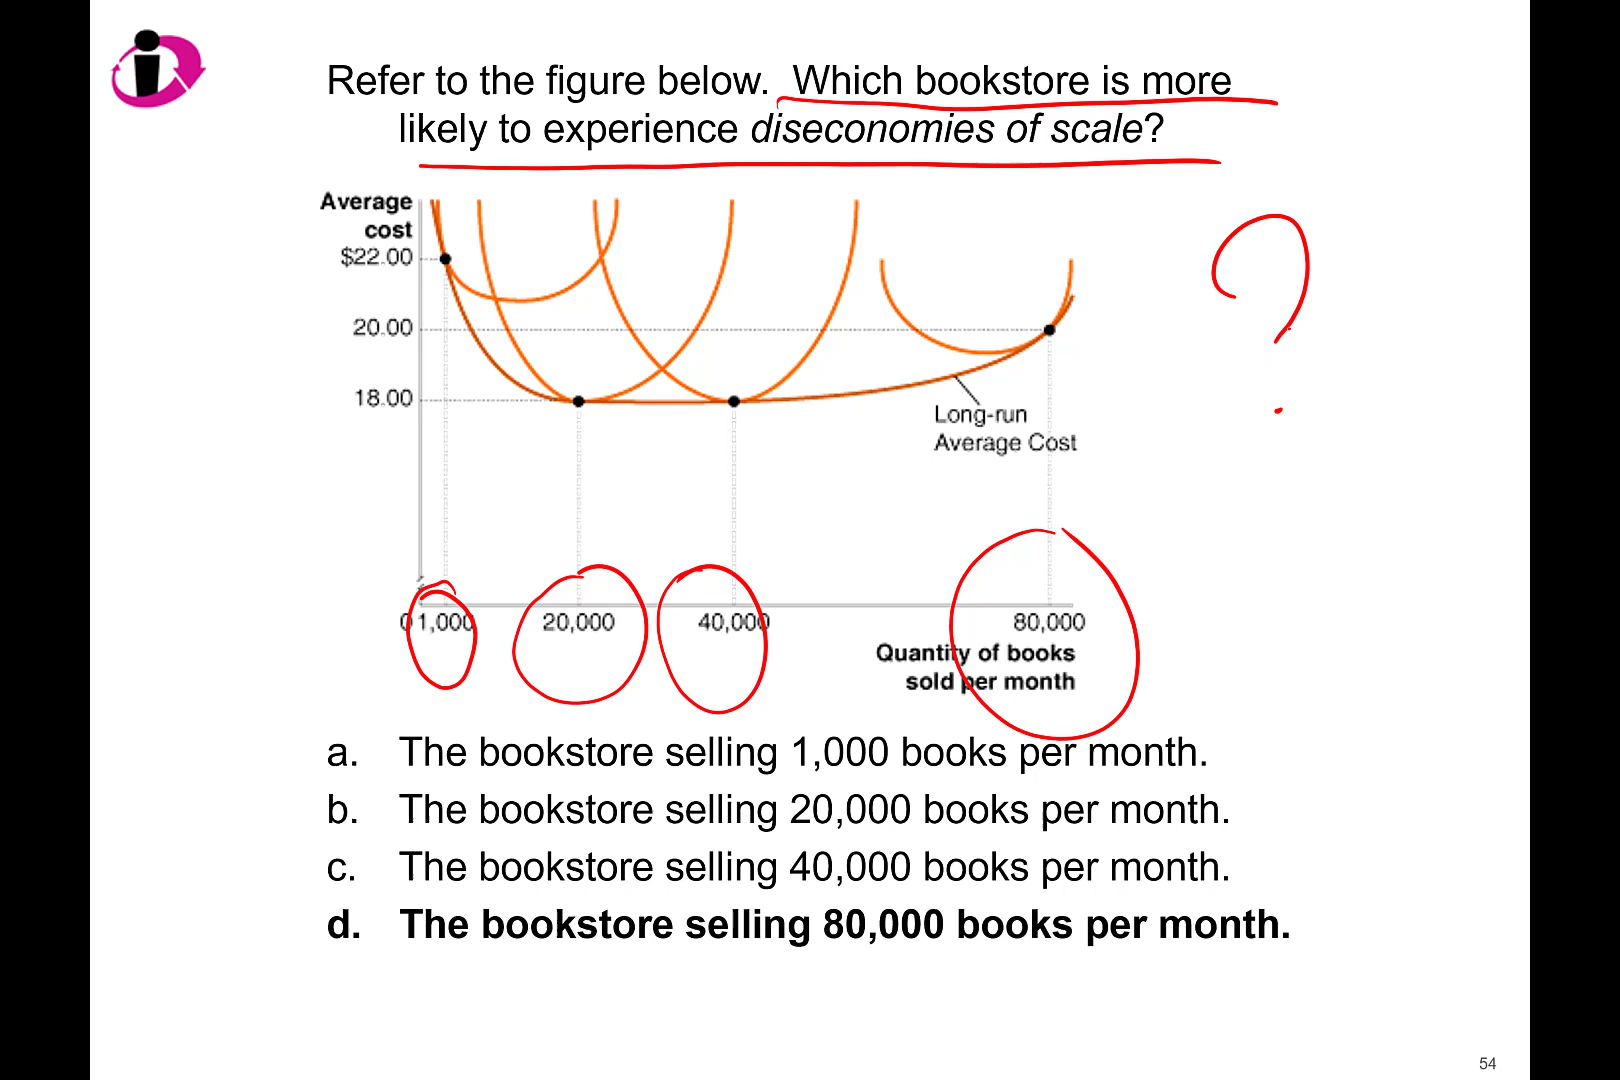 Refer to the figure below. Which bookstore is more
likely to experience diseconomies of scale?
Average
cost
$22.00
20.00
18.00
Long-run
Average Cost
0 1,000 20,000 40,000 80,000
Quantity of books
sold per month
a. The bookstore selling 1,000 books per month.
b. The bookstore selling 20,000 books per month.
c. The bookstore selling 40,000 books per month.
d. The bookstore selling 80,000 books per month.
?
54